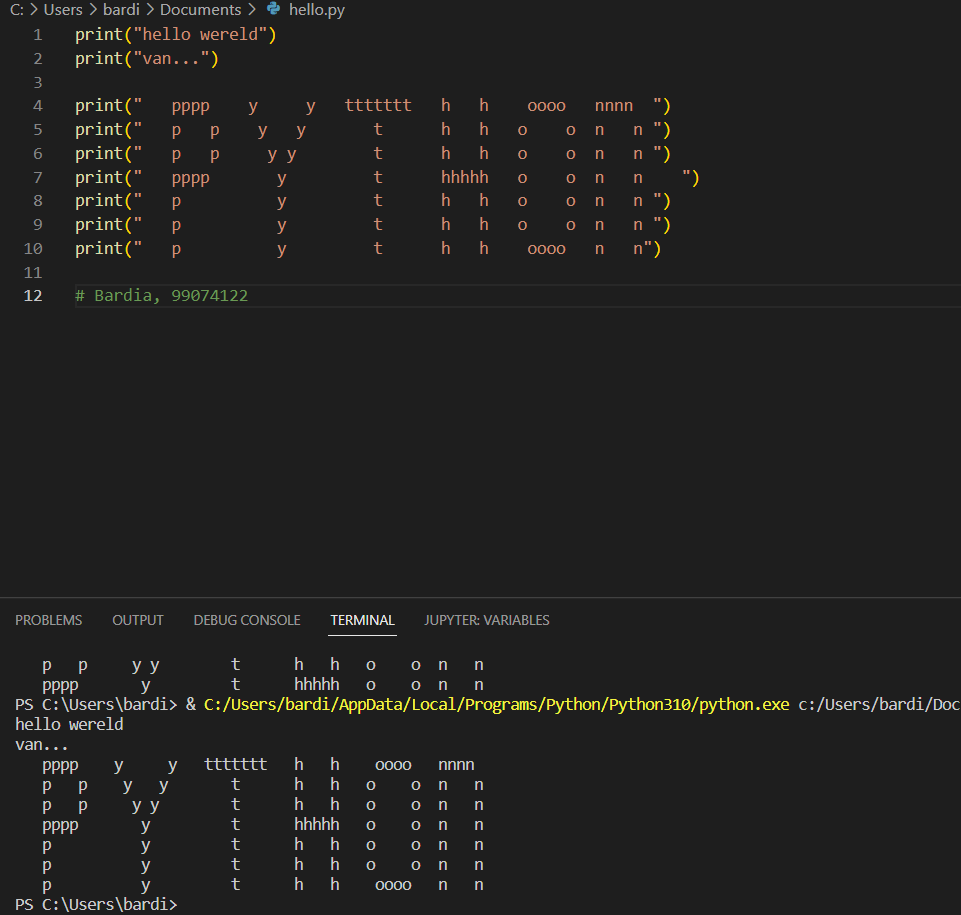 C: > Users > bardi > Documents > hello.py
1 print("hello wereld")
2 print("van...")
3
4 print("   pppp    y     y   ttttttt   h   h    oooo   nnnn  ")
5 print("   p   p    y   y       t      h   h   o    o  n   n ")
6 print("   p   p     y y        t      h   h   o    o  n   n ")
7 print("   pppp       y         t      hhhhh   o    o  n   n    ")
8 print("   p          y         t      h   h   o    o  n   n ")
9 print("   p          y         t      h   h   o    o  n   n ")
10 print("   p          y         t      h   h    oooo   n   n")
11
12 # Bardia, 99074122
PROBLEMS OUTPUT DEBUG CONSOLE TERMINAL JUPYTER: VARIABLES
   p   p     y y        t      h   h   o    o  n   n
   pppp       y         t      hhhhh   o    o  n   n
PS C:\Users\bardi> & C:/Users/bardi/AppData/Local/Programs/Python/Python310/python.exe c:/Users/bardi/Doc
hello wereld
van...
   pppp    y     y   ttttttt   h   h    oooo   nnnn
   p   p    y   y       t      h   h   o    o  n   n
   p   p     y y        t      h   h   o    o  n   n
   pppp       y         t      hhhhh   o    o  n   n
   p          y         t      h   h   o    o  n   n
   p          y         t      h   h   o    o  n   n
   p          y         t      h   h    oooo   n   n
PS C:\Users\bardi>